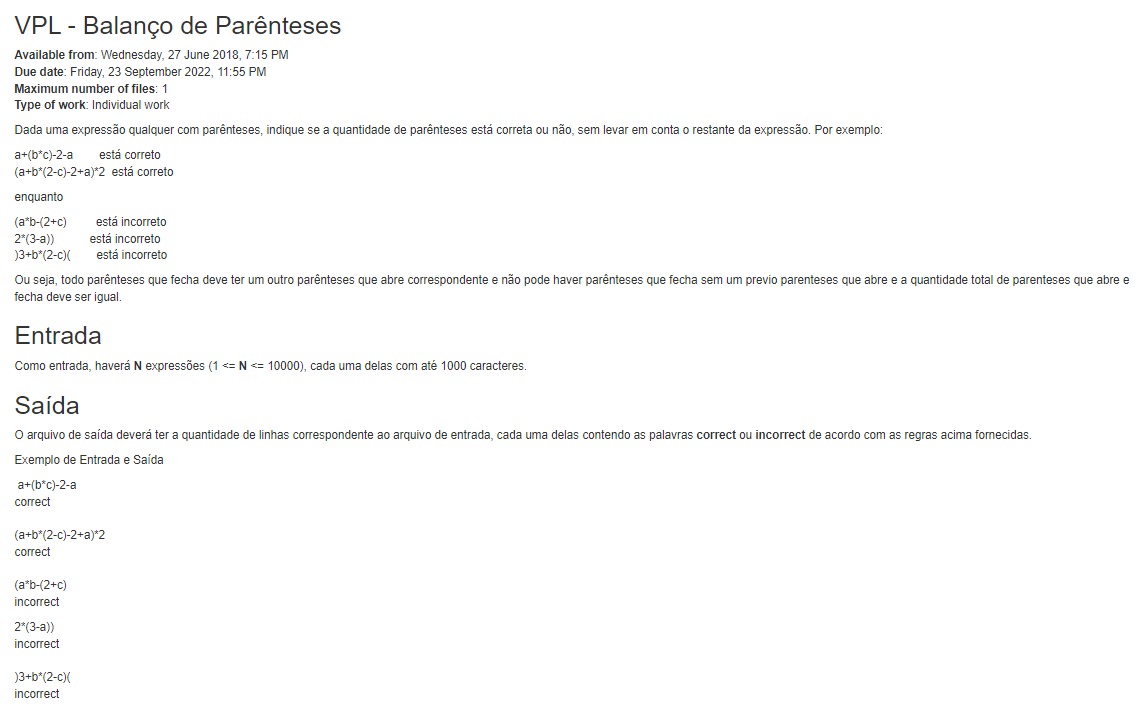 VPL - Balanço de Parênteses
Available from: Wednesday, 27 June 2018, 7:15 PM
Due date: Friday, 23 September 2022, 11:55 PM
Maximum number of files: 1
Type of work: Individual work
Dada uma expressão qualquer com parênteses, indique se a quantidade de parênteses está correta ou não, sem levar em conta o restante da expressão. Por exemplo:
a+(b*c)-2-a está correto
(a+b*(2-c)-2+a)*2 está correto
enquanto
(a*b-(2+c) está incorreto
2*(3-a)) está incorreto
)3+b*(2-c)( está incorreto
Ou seja, todo parênteses que fecha deve ter um outro parênteses que abre correspondente e não pode haver parênteses que fecha sem um previo parenteses que abre e a quantidade total de parenteses que abre e
fecha deve ser igual.
Entrada
Como entrada, haverá N expressões (1 <= N <= 10000), cada uma delas com até 1000 caracteres.
Saída
O arquivo de saída deverá ter a quantidade de linhas correspondente ao arquivo de entrada, cada uma delas contendo as palavras correct ou incorrect de acordo com as regras acima fornecidas.
Exemplo de Entrada e Saída
a+(b*c)-2-a
correct
(a+b*(2-c)-2+a)*2
correct
(a*b-(2+c)
incorrect
2*(3-a))
incorrect
)3+b*(2-c)(
incorrect